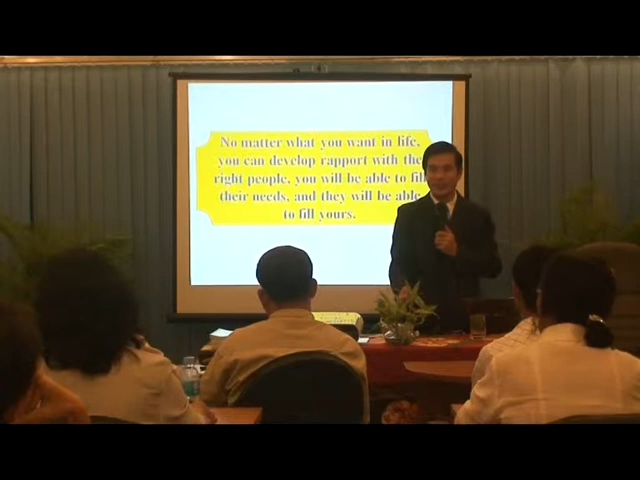 No matter what you want in life,
you can develop rapport with the
right people, you will be able to fill
their needs, and they will be able
to fill yours.